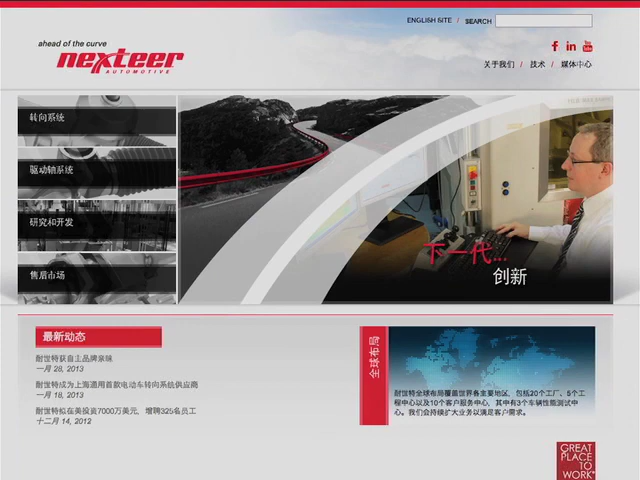 ENGLISH SITE / SEARCH
ahead of the curve
nexteer
AUTOMOTIVE
f in You Tube
关于我们 / 技术 / 媒体中心
转向系统
驱动轴系统
研究和开发
售后市场
下一代...
创新
最新动态
耐世特获自主品牌亲睐
一月 28, 2013
耐世特成为上海通用首款电动车转向系统供应商
一月 18, 2013
耐世特拟在美投资7000万美元，增聘325名员工
十二月 14, 2012
全球布局
耐世特全球布局覆盖世界各主要地区，包括20个工厂，5个工
程中心以及10个客户服务中心，其中有3个车辆性能测试中
心。我们会持续扩大业务以满足客户需求。
GREAT
PLACE
TO
WORK